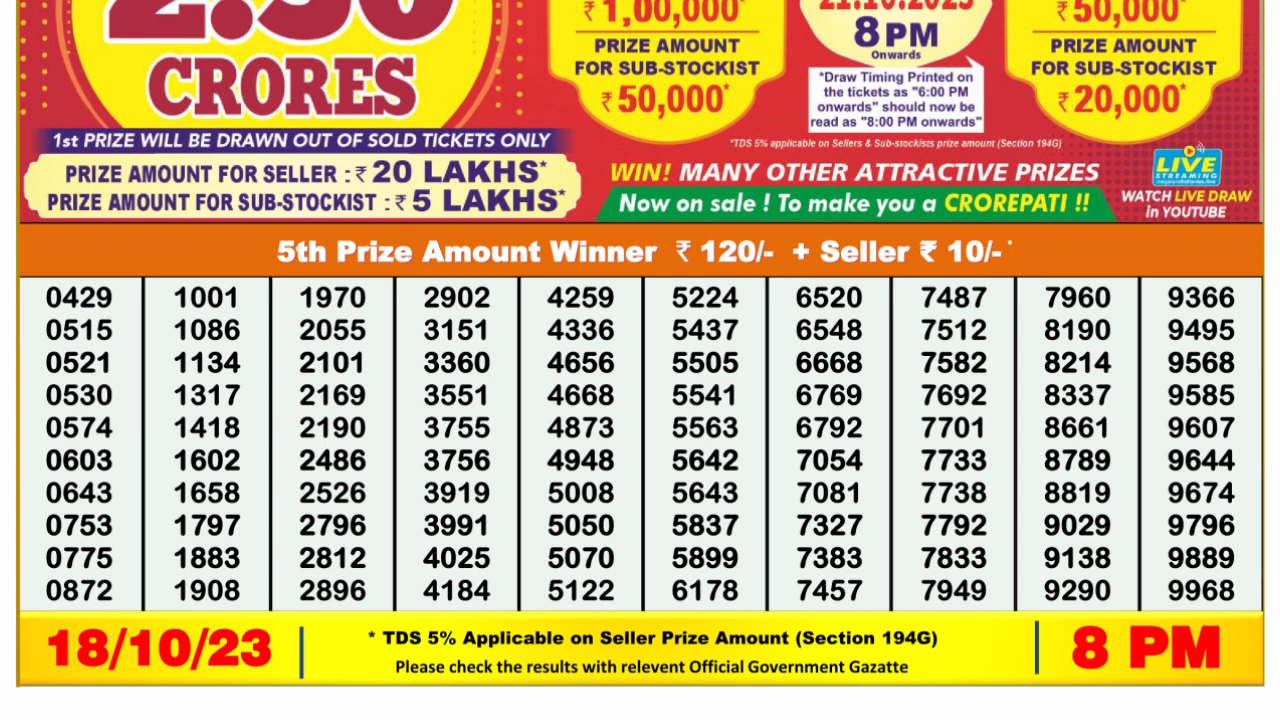 2.50
CRORES
1st PRIZE WILL BE DRAWN OUT OF SOLD TICKETS ONLY
PRIZE AMOUNT FOR SELLER : ₹ 20 LAKHS*
PRIZE AMOUNT FOR SUB-STOCKIST : ₹ 5 LAKHS*
₹ 1,00,000*
PRIZE AMOUNT
FOR SUB-STOCKIST
₹ 50,000*
21.10.2023
8 PM
Onwards
*Draw Timing Printed on
the tickets as "6:00 PM
onwards" should now be
read as "8:00 PM onwards"
₹ 50,000*
PRIZE AMOUNT
FOR SUB-STOCKIST
₹ 20,000*
*TDS 5% applicable on Sellers & Sub-stockists prize amount (Section 194G)
WIN! MANY OTHER ATTRACTIVE PRIZES
Now on sale ! To make you a CROREPATI !!
LIVE
STREAMING
WATCH LIVE DRAW
in YOUTUBE
5th Prize Amount Winner ₹ 120/- + Seller ₹ 10/- *
0429 1001 1970 2902 4259 5224 6520 7487 7960 9366
0515 1086 2055 3151 4336 5437 6548 7512 8190 9495
0521 1134 2101 3360 4656 5505 6668 7582 8214 9568
0530 1317 2169 3551 4668 5541 6769 7692 8337 9585
0574 1418 2190 3755 4873 5563 6792 7701 8661 9607
0603 1602 2486 3756 4948 5642 7054 7733 8789 9644
0643 1658 2526 3919 5008 5643 7081 7738 8819 9674
0753 1797 2796 3991 5050 5837 7327 7792 9029 9796
0775 1883 2812 4025 5070 5899 7383 7833 9138 9889
0872 1908 2896 4184 5122 6178 7457 7949 9290 9968
18/10/23
* TDS 5% Applicable on Seller Prize Amount (Section 194G)
Please check the results with relevent Official Government Gazatte
8 PM